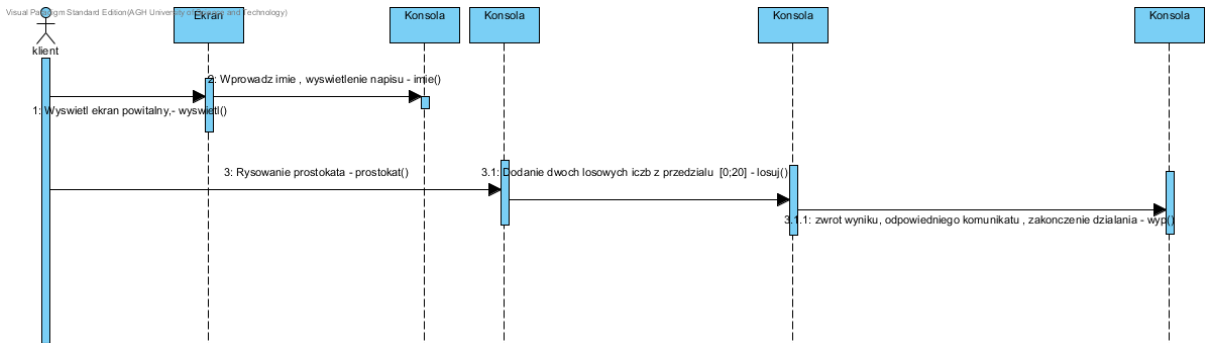 Visual Paradigm Standard Edition(AGH University of Science and Technology)
Ekran
Konsola
Konsola
Konsola
Konsola
klient
2: Wprowadz imie , wyswietlenie napisu - imie()
1: Wyswietl ekran powitalny,- wyswietl()
3: Rysowanie prostokata - prostokat()
3.1: Dodanie dwoch losowych iczb z przedzialu [0;20] - losuj()
3.1.1: zwrot wyniku, odpowiedniego komunikatu , zakonczenie dzialania - wyp()